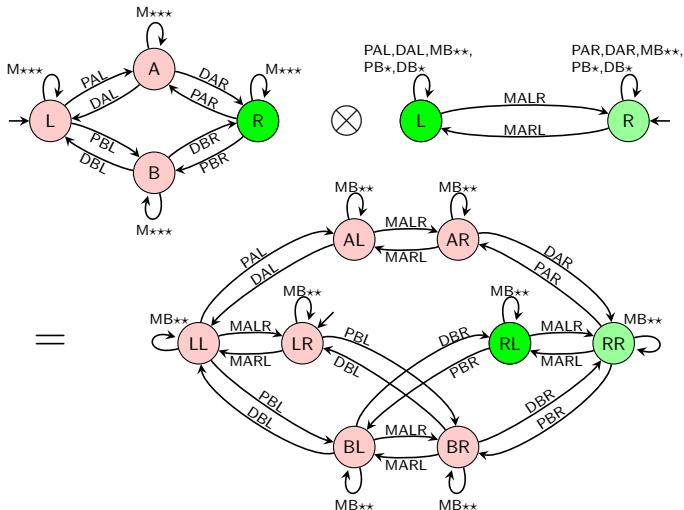 M⋆⋆⋆
M⋆⋆⋆ PAL A DAR M⋆⋆⋆
DAL PAR
L R
PBL DBR
DBL B PBR
M⋆⋆⋆
⊗
PAL,DAL,MB⋆⋆,
PB⋆,DB⋆
PAR,DAR,MB⋆⋆,
PB⋆,DB⋆
L MALR R
MARL
=
MB⋆⋆ MB⋆⋆
PAL AL MALR AR DAR
DAL MARL PAR
MB⋆⋆ MB⋆⋆ MB⋆⋆ MB⋆⋆
LL MALR LR PBL DBR RL MALR RR
MARL DBL PBR MARL
PBL DBR
DBL PBR
BL MALR BR
MARL
MB⋆⋆ MB⋆⋆